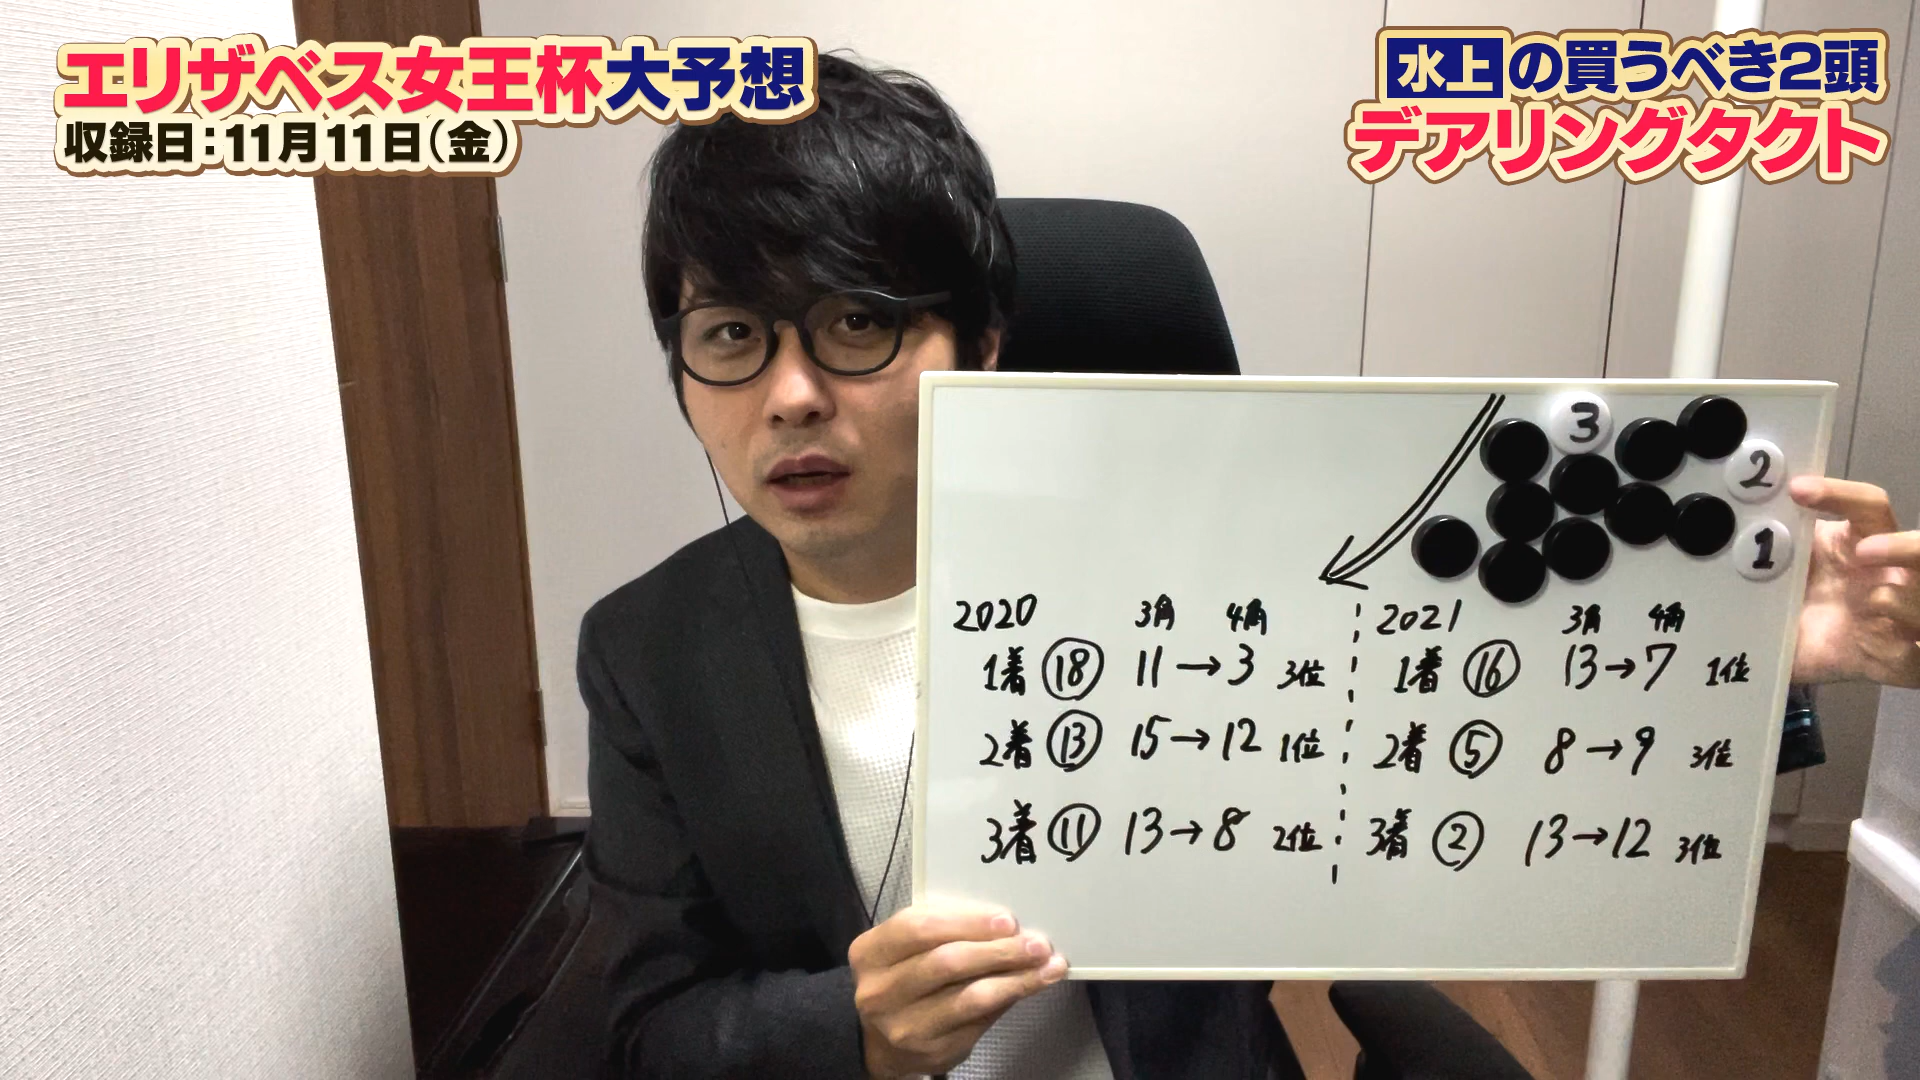 エリザベス女王杯大予想
収録日：11月11日（金）
水上の買うべき2頭
デアリングタクト
3
2
1
2020 3角 4角
1着 ⑱ 11→3 3位
2着 ⑬ 15→12 1位
3着 ⑪ 13→8 2位
2021 3角 4角
1着 ⑯ 13→7 1位
2着 ⑤ 8→9 3位
3着 ② 13→12 3位